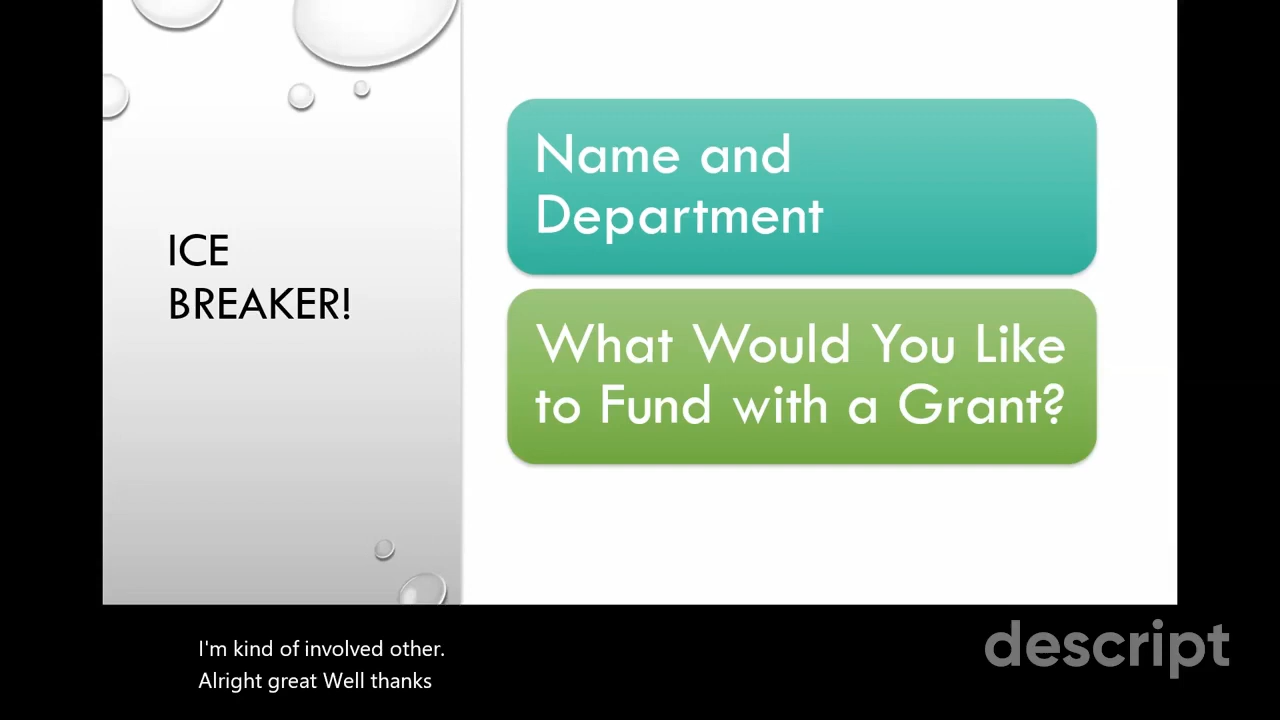 ICE
BREAKER!
Name and
Department
What Would You Like
to Fund with a Grant?
I'm kind of involved other.
Alright great Well thanks
descript